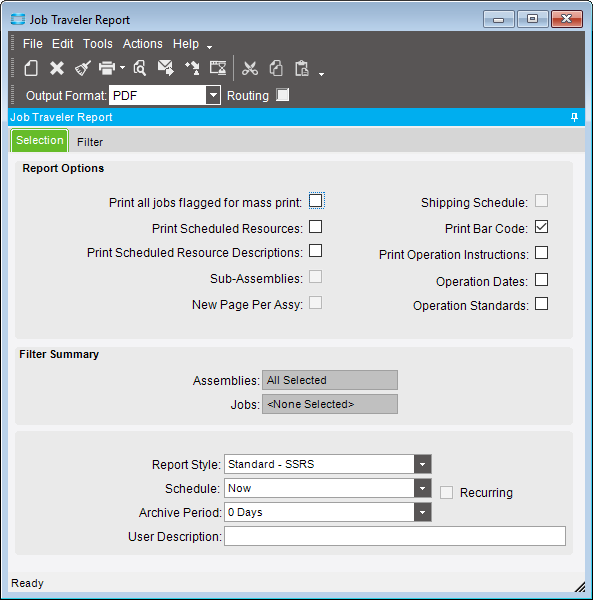 Job Traveler Report
File Edit Tools Actions Help
Output Format: PDF Routing
Job Traveler Report
Selection Filter
Report Options
Print all jobs flagged for mass print: Shipping Schedule:
Print Scheduled Resources: Print Bar Code:
Print Scheduled Resource Descriptions: Print Operation Instructions:
Sub-Assemblies: Operation Dates:
New Page Per Assy: Operation Standards:
Filter Summary
Assemblies: All Selected
Jobs: <None Selected>
Report Style: Standard - SSRS
Schedule: Now Recurring
Archive Period: 0 Days
User Description:
Ready